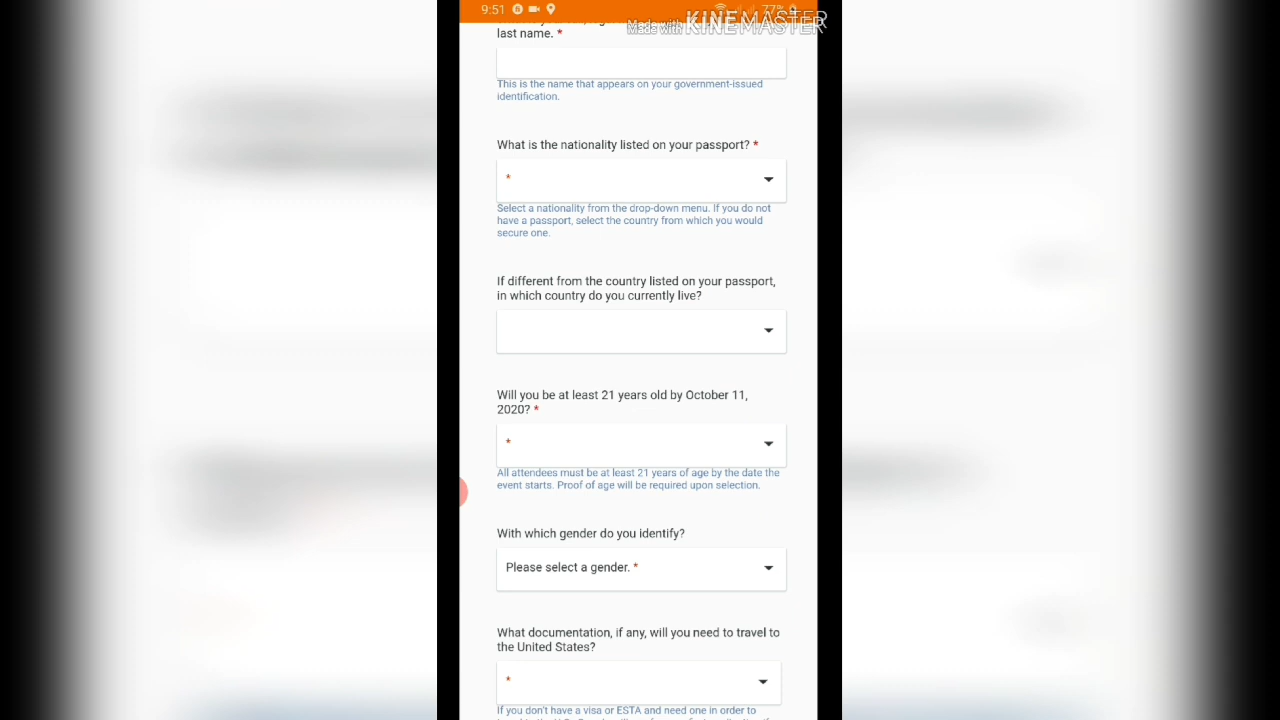 9:51
77%
Made with KINEMASTER
Made with KINEMASTER
last name. *
This is the name that appears on your government-issued
identification.
What is the nationality listed on your passport? *
*
Select a nationality from the drop-down menu. If you do not
have a passport, select the country from which you would
secure one.
If different from the country listed on your passport,
in which country do you currently live?
Will you be at least 21 years old by October 11,
2020? *
*
All attendees must be at least 21 years of age by the date the
event starts. Proof of age will be required upon selection.
With which gender do you identify?
Please select a gender. *
What documentation, if any, will you need to travel to
the United States?
*
If you don't have a visa or ESTA and need one in order to